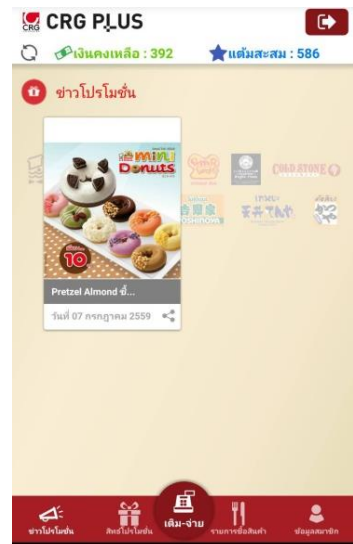 CRG PLUS
เงินคงเหลือ : 392
แต้มสะสม : 586
ข่าวโปรโมชั่น
mini
Donuts
10
COLD STONE
YOSHINOYA
Pretzel Almond ชิ้...
วันที่ 07 กรกฎาคม 2559
ข่าวโปรโมชั่น
สิทธิ์โปรโมชั่น
เติม-จ่าย
รายการซื้อสินค้า
ข้อมูลสมาชิก